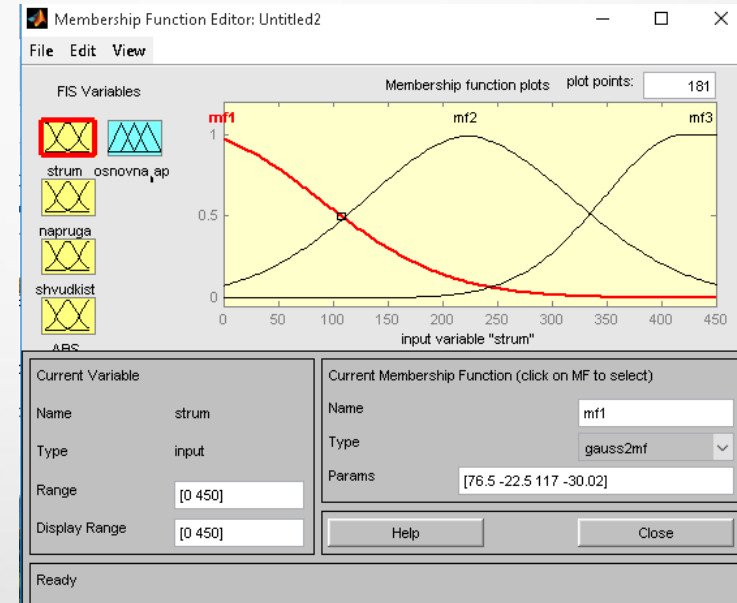 Membership Function Editor: Untitled2
File Edit View
FIS Variables
Membership function plots plot points: 181
mf1 mf2 mf3
1
0.5
0
0 50 100 150 200 250 300 350 400 450
input variable "strum"
strum osnovna ap
napruga
shvudkist
ABS
Current Variable
Name strum
Type input
Range [0 450]
Display Range [0 450]
Current Membership Function (click on MF to select)
Name mf1
Type gauss2mf
Params [76.5 -22.5 117 -30.02]
Help Close
Ready